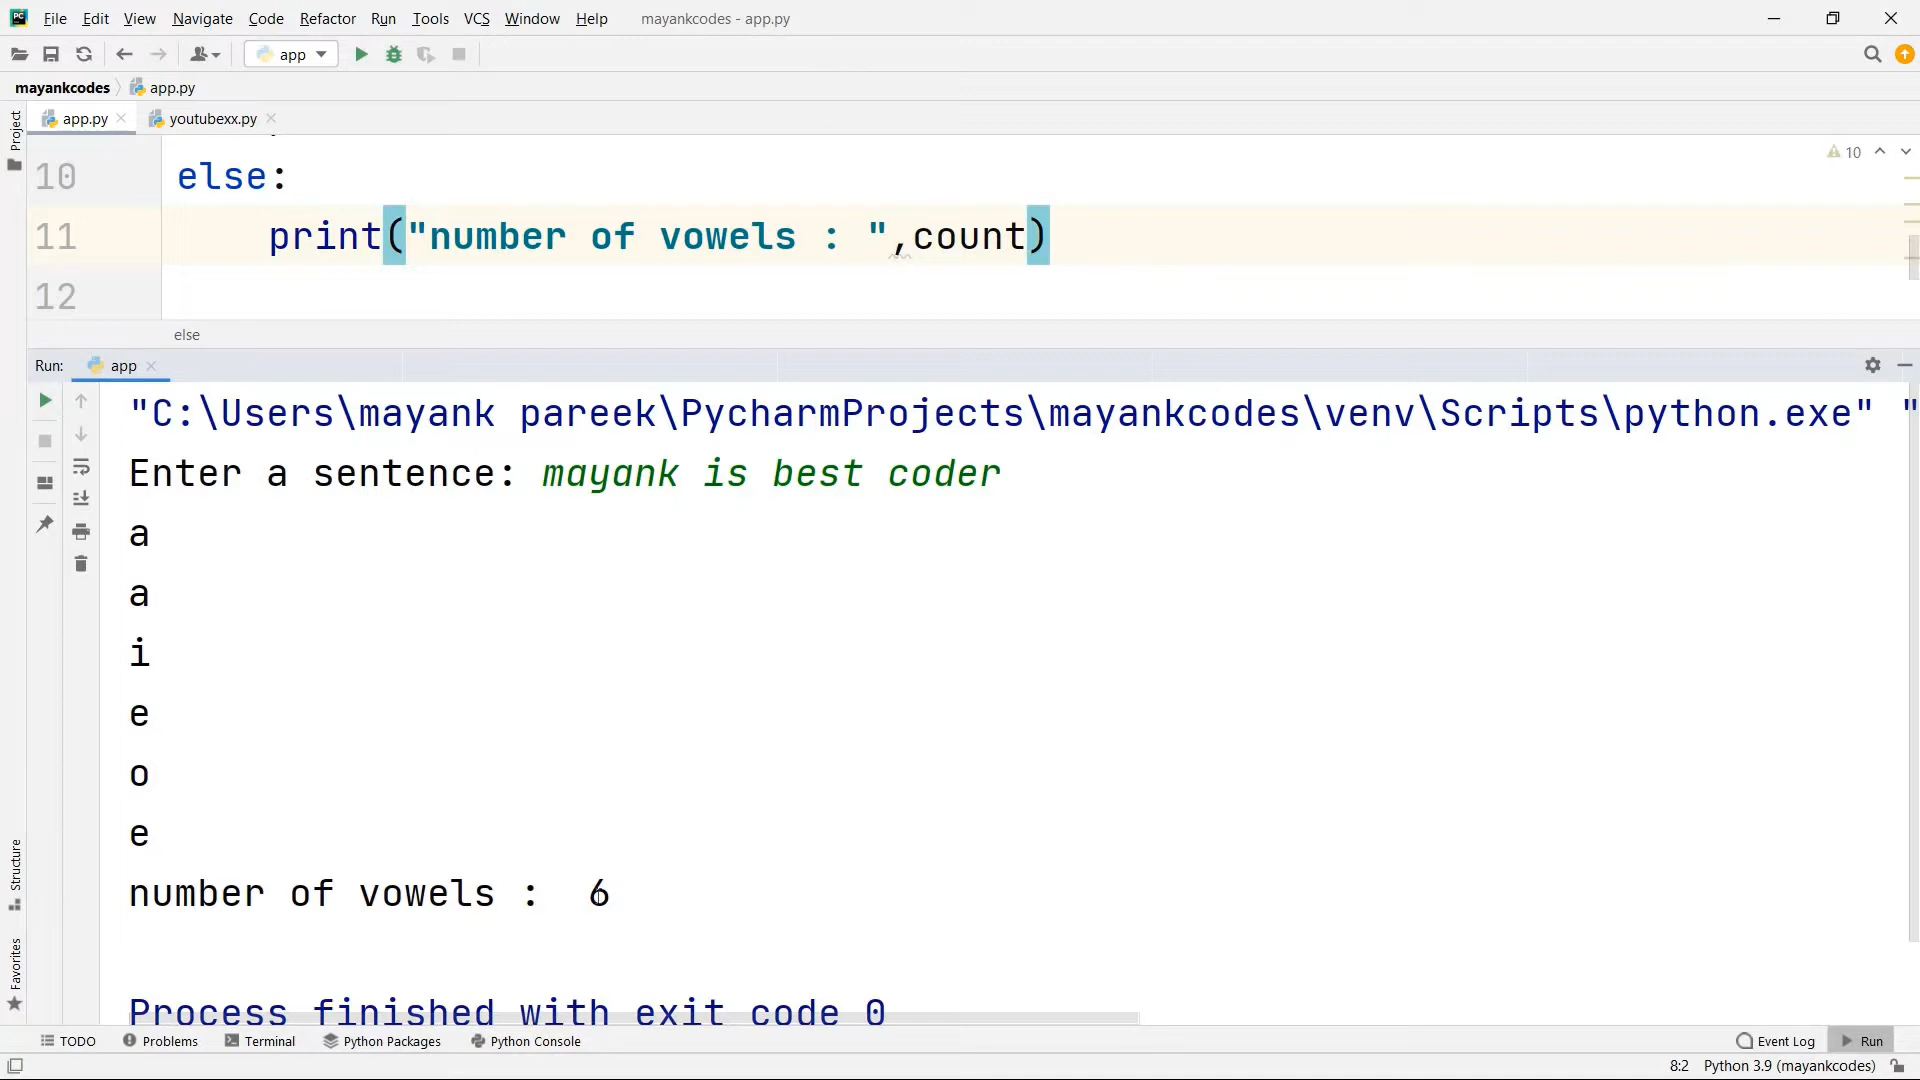 PC File Edit View Navigate Code Refactor Run Tools VCS Window Help mayankcodes - app.py
app
mayankcodes app.py
app.py youtubexx.py
Project
10 else: 10
11 print("number of vowels : ",count)
12
else
Run: app
"C:\Users\mayank pareek\PycharmProjects\mayankcodes\venv\Scripts\python.exe" "
Enter a sentence: mayank is best coder
a
a
i
e
o
e
number of vowels :  6
Process finished with exit code 0
Structure
Favorites
TODO Problems Terminal Python Packages Python Console Event Log Run
8:2 Python 3.9 (mayankcodes)